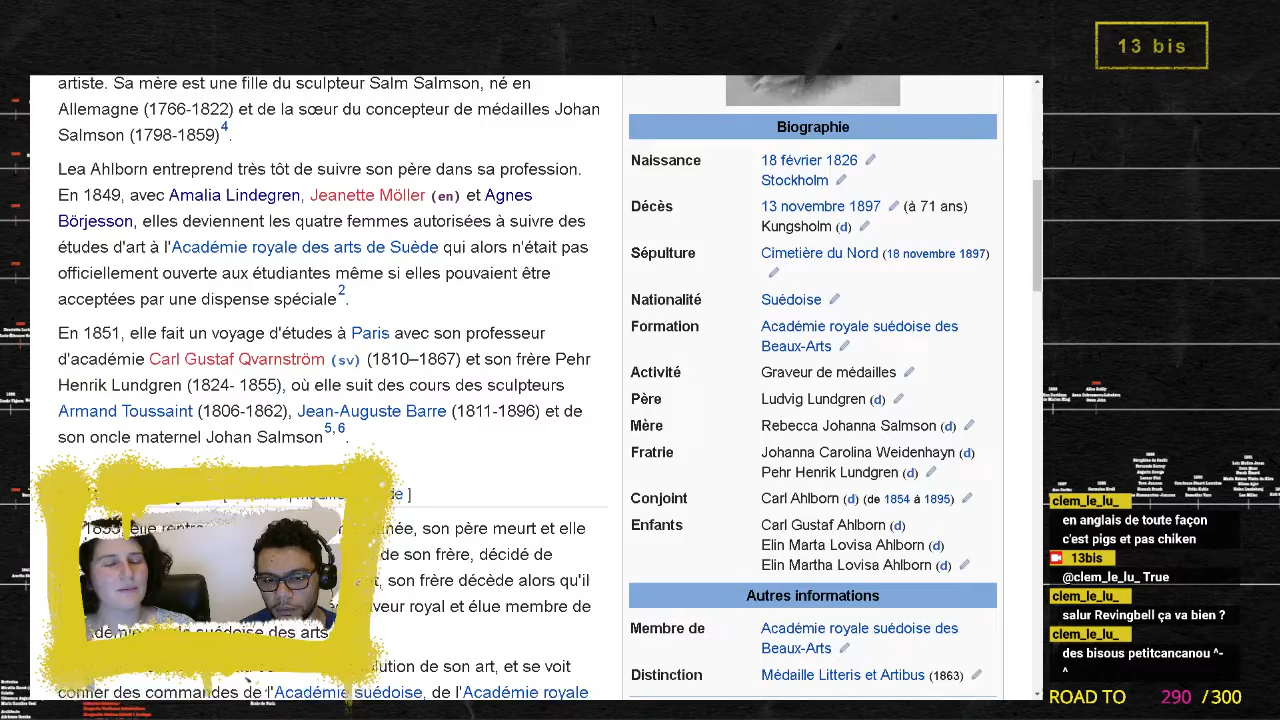 13 bis
artiste. Sa mère est une fille du sculpteur Salm Salmson, né en
Allemagne (1766-1822) et de la sœur du concepteur de médailles Johan
Salmson (1798-1859)4.
Lea Ahlborn entreprend très tôt de suivre son père dans sa profession.
En 1849, avec Amalia Lindegren, Jeanette Möller (en) et Agnes
Börjesson, elles deviennent les quatre femmes autorisées à suivre des
études d'art à l'Académie royale des arts de Suède qui alors n'était pas
officiellement ouverte aux étudiantes même si elles pouvaient être
acceptées par une dispense spéciale2.
En 1851, elle fait un voyage d'études à Paris avec son professeur
d'académie Carl Gustaf Qvarnström (sv) (1810–1867) et son frère Pehr
Henrik Lundgren (1824- 1855), où elle suit des cours des sculpteurs
Armand Toussaint (1806-1862), Jean-Auguste Barre (1811-1896) et de
son oncle maternel Johan Salmson5, 6.
]
née, son père meurt et elle
de son frère, décidé de
, son frère décède alors qu'il
veur royal et élue membre de
suédoise des arts
lution de son art, et se voit
des commandes de l'Académie suédoise, de l'Académie royale
Biographie
Naissance 18 février 1826
Stockholm
Décès 13 novembre 1897 (à 71 ans)
Kungsholm (d)
Sépulture Cimetière du Nord (18 novembre 1897)
Nationalité Suédoise
Formation Académie royale suédoise des
Beaux-Arts
Activité Graveur de médailles
Père Ludvig Lundgren (d)
Mère Rebecca Johanna Salmson (d)
Fratrie Johanna Carolina Weidenhayn (d)
Pehr Henrik Lundgren (d)
Conjoint Carl Ahlborn (d) (de 1854 à 1895)
Enfants Carl Gustaf Ahlborn (d)
Elin Marta Lovisa Ahlborn (d)
Elin Martha Lovisa Ahlborn (d)
Autres informations
Membre de Académie royale suédoise des
Beaux-Arts
Distinction Médaille Litteris et Artibus (1863)
clem_le_lu_
en anglais de toute façon
c'est pigs et pas chiken
13bis
@clem_le_lu_ True
clem_le_lu_
salur Revingbell ça va bien ?
clem_le_lu_
des bisous petitcancanou ^-
^
ROAD TO 290 / 300